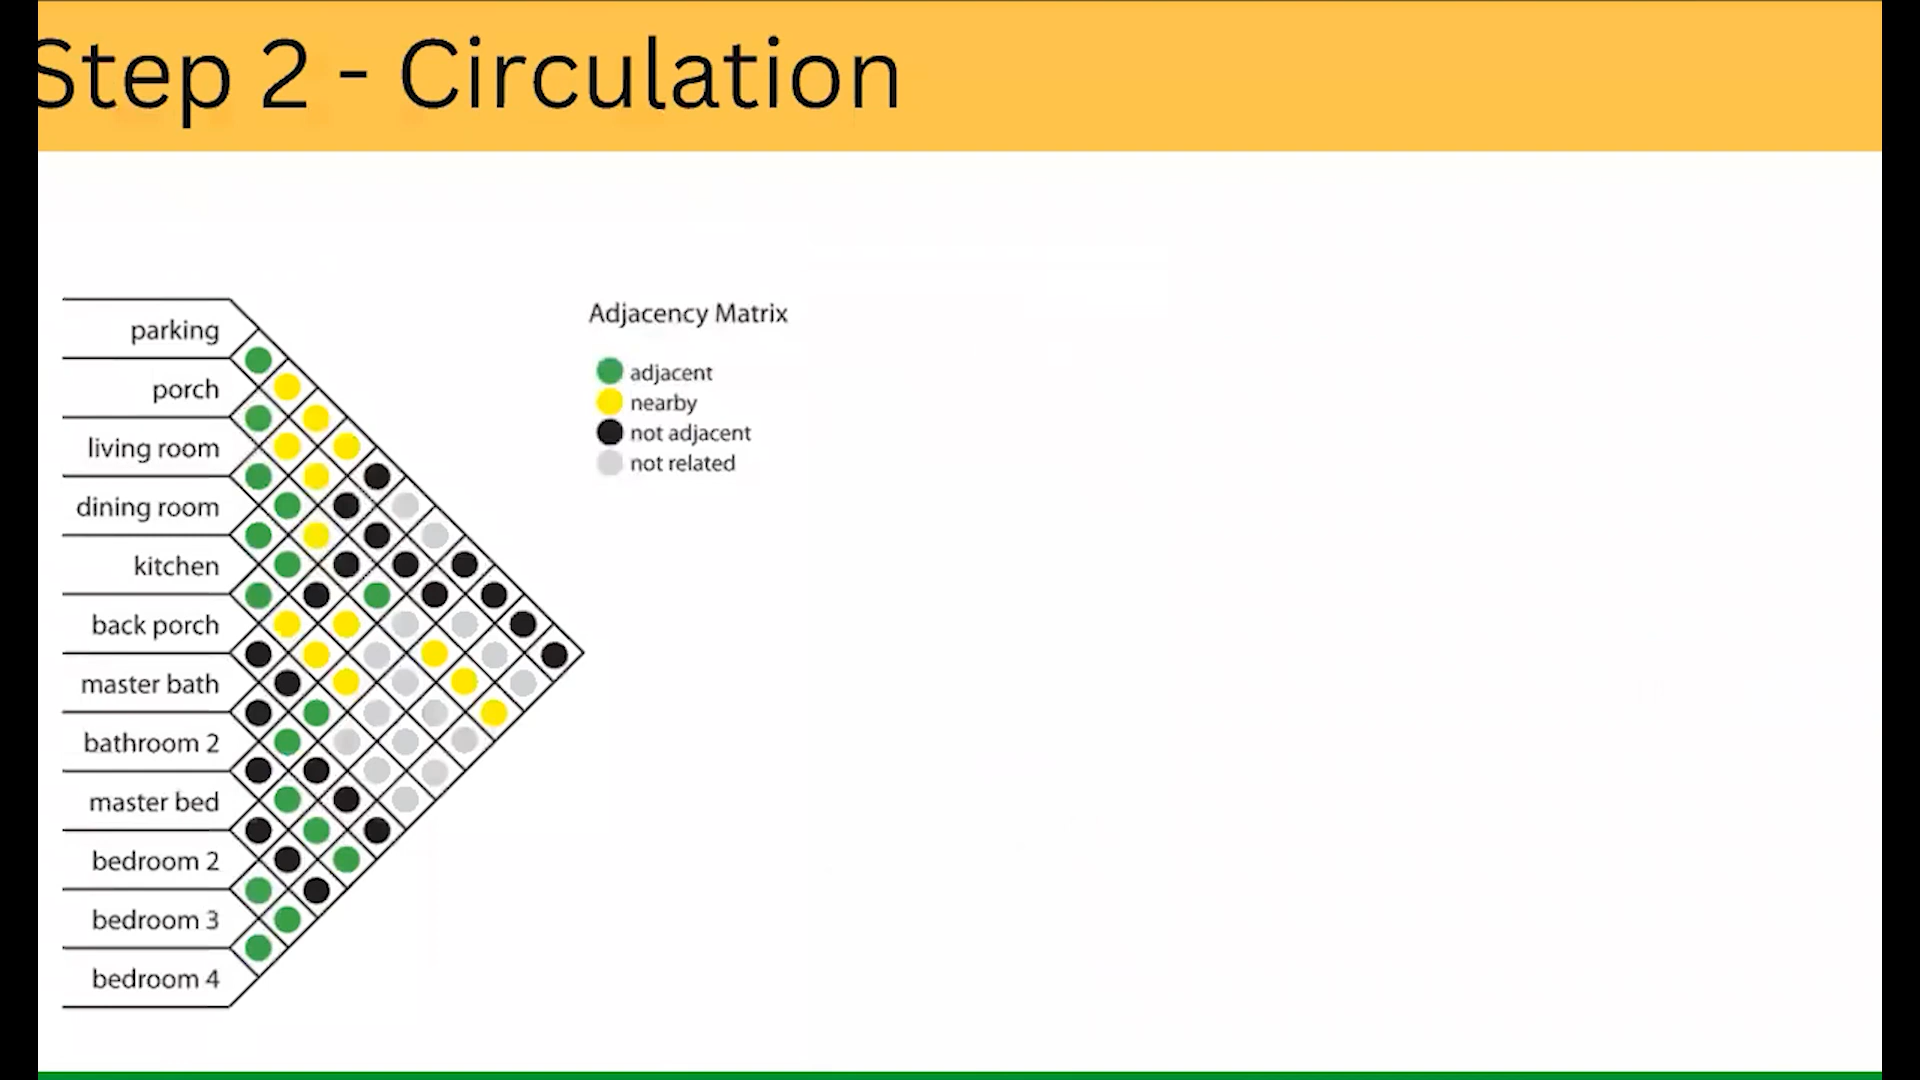 Step 2 - Circulation
Adjacency Matrix
adjacent
nearby
not adjacent
not related
parking
porch
living room
dining room
kitchen
back porch
master bath
bathroom 2
master bed
bedroom 2
bedroom 3
bedroom 4